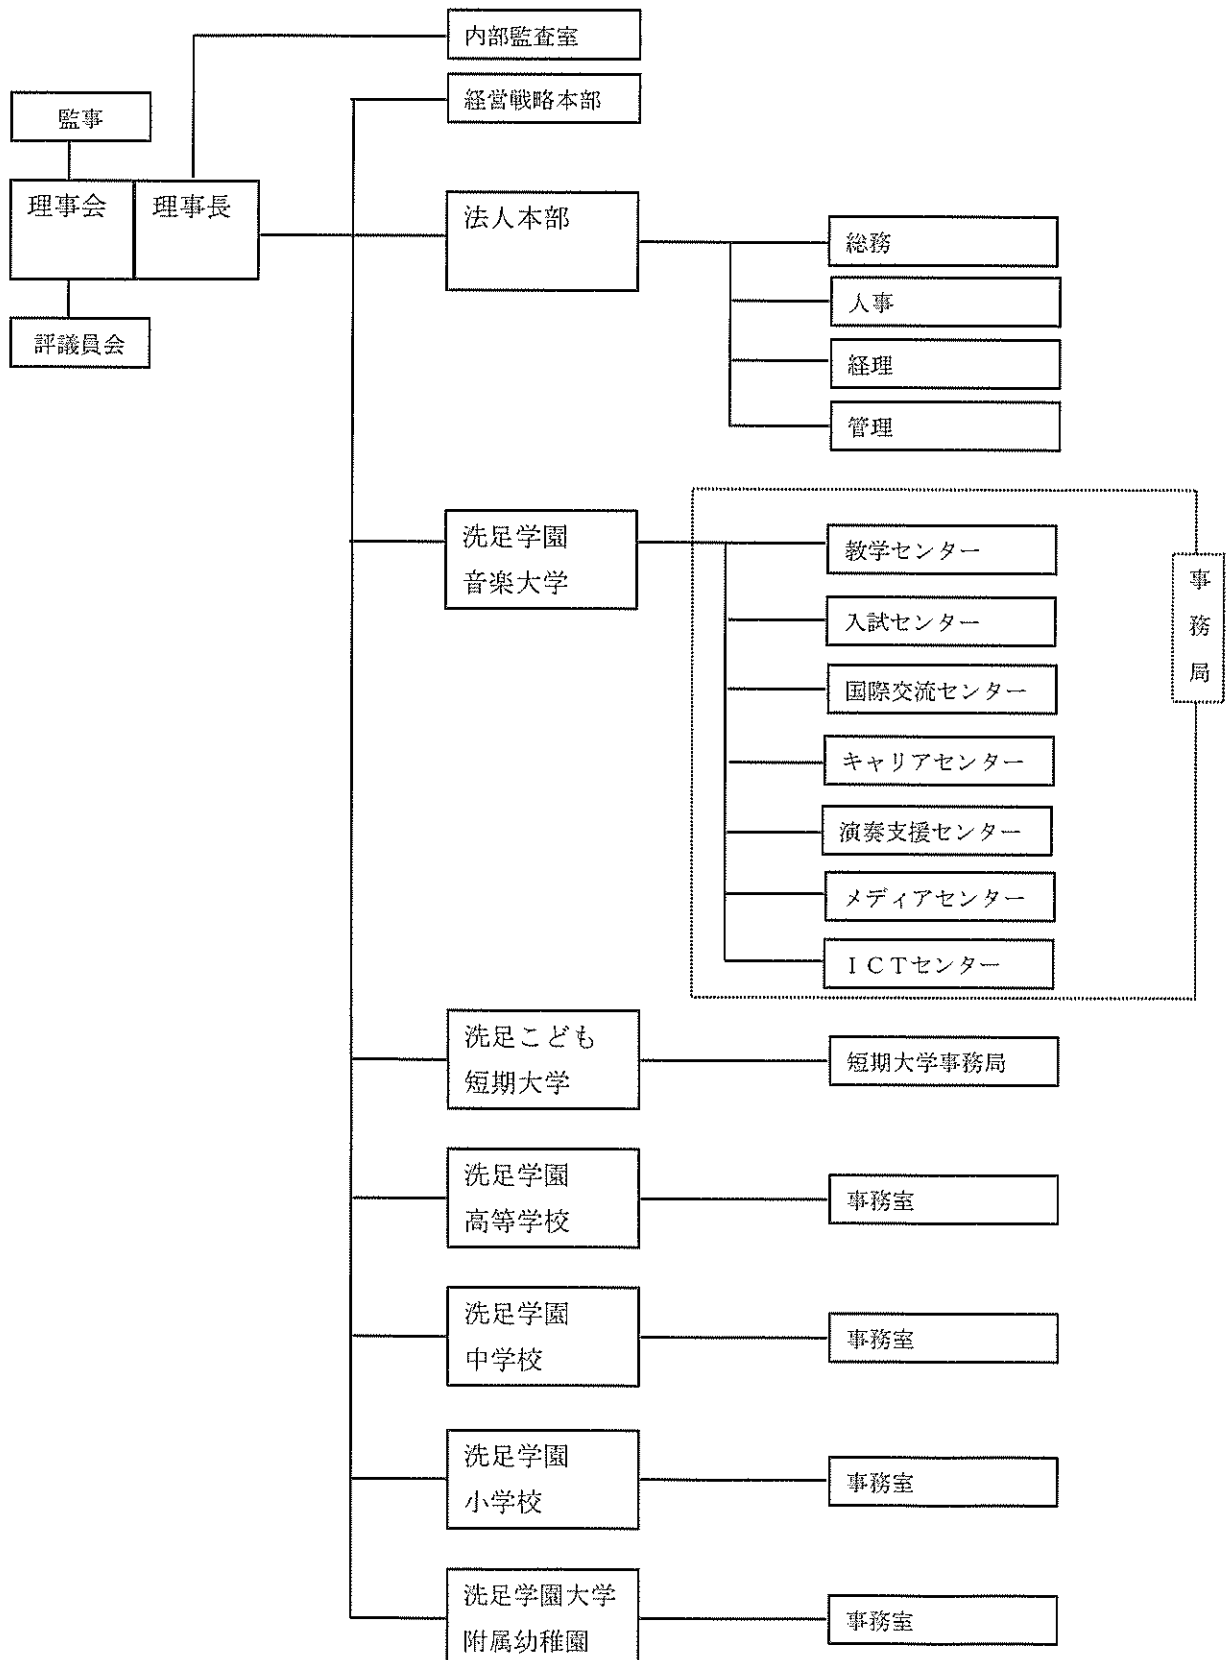 内部監査室
経営戦略本部
監事
理事会
理事長
評議員会
法人本部
総務
人事
経理
管理
洗足学園
音楽大学
教学センター
入試センター
国際交流センター
キャリアセンター
演奏支援センター
メディアセンター
ＩＣＴセンター
事
務
局
洗足こども
短期大学
短期大学事務局
洗足学園
高等学校
事務室
洗足学園
中学校
事務室
洗足学園
小学校
事務室
洗足学園大学
附属幼稚園
事務室